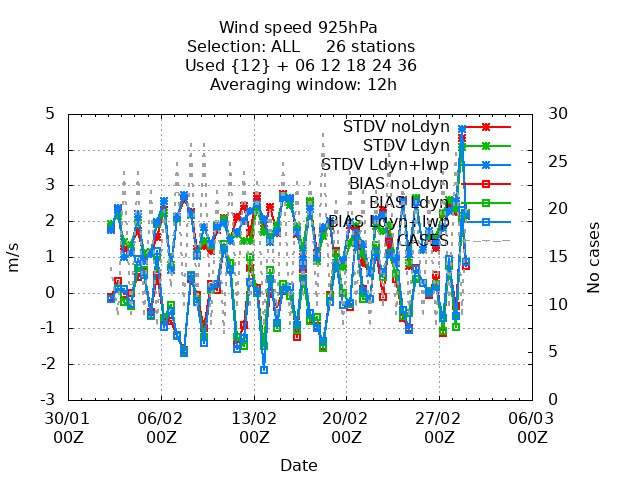 Wind speed 925hPa
Selection: ALL 26 stations
Used {12} + 06 12 18 24 36
Averaging window: 12h
5
4
3
2
1
0
-1
-2
-3
m/s
30
25
20
15
10
5
0
No cases
STDV noLdyn
STDV Ldyn
STDV Ldyn+lwp
BIAS noLdyn
BIAS Ldyn
BIAS Ldyn+lwp
CASES
30/01 06/02 13/02 20/02 27/02 06/03
00Z 00Z 00Z 00Z 00Z 00Z
Date